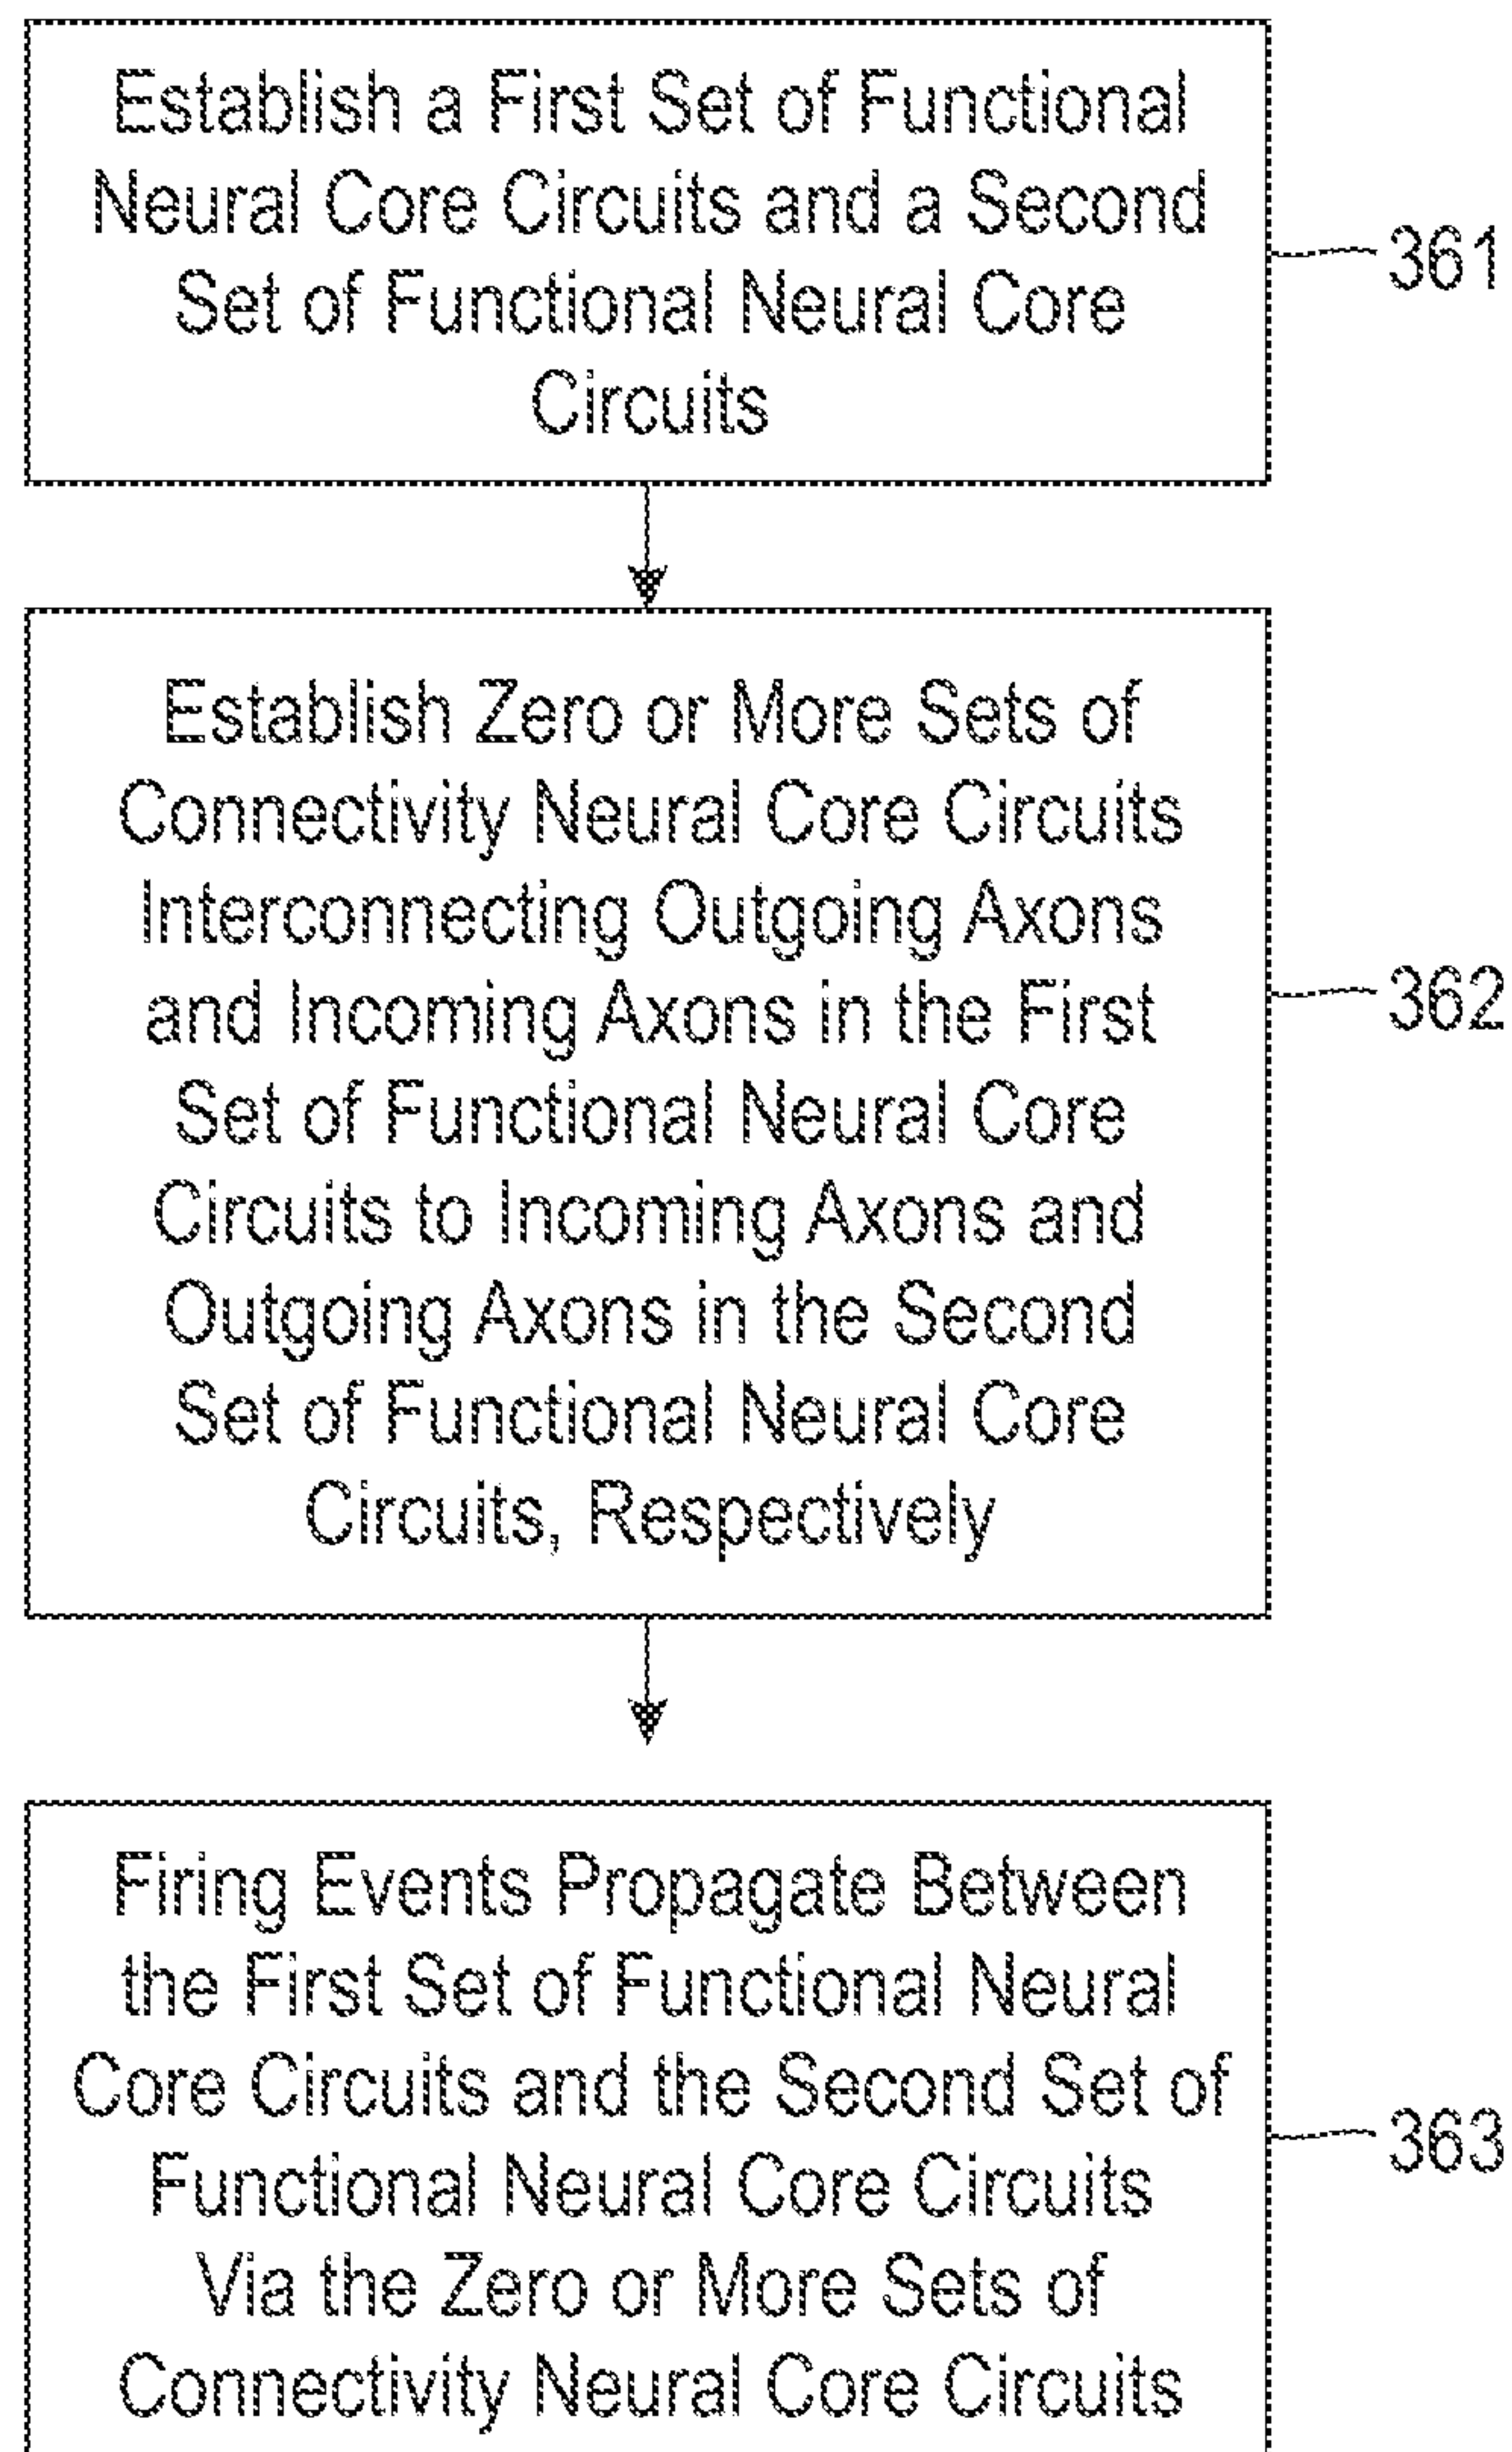 Establish a First Set of Functional
Neural Core Circuits and a Second
Set of Functional Neural Core
Circuits
361
Establish Zero or More Sets of
Connectivity Neural Core Circuits
Interconnecting Outgoing Axons
and Incoming Axons in the First
Set of Functional Neural Core
Circuits to Incoming Axons and
Outgoing Axons in the Second
Set of Functional Neural Core
Circuits, Respectively
362
Firing Events Propagate Between
the First Set of Functional Neural
Core Circuits and the Second Set of
Functional Neural Core Circuits
Via the Zero or More Sets of
Connectivity Neural Core Circuits
363